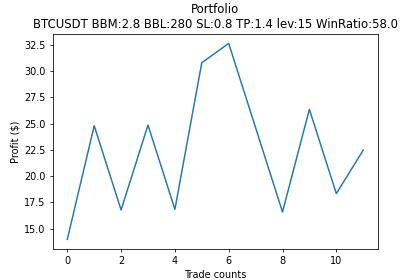 Portfolio
BTCUSDT BBM:2.8 BBL:280 SL:0.8 TP:1.4 lev:15 WinRatio:58.0
32.5
30.0
27.5
25.0
22.5
20.0
17.5
15.0
Profit ($)
0 2 4 6 8 10
Trade counts